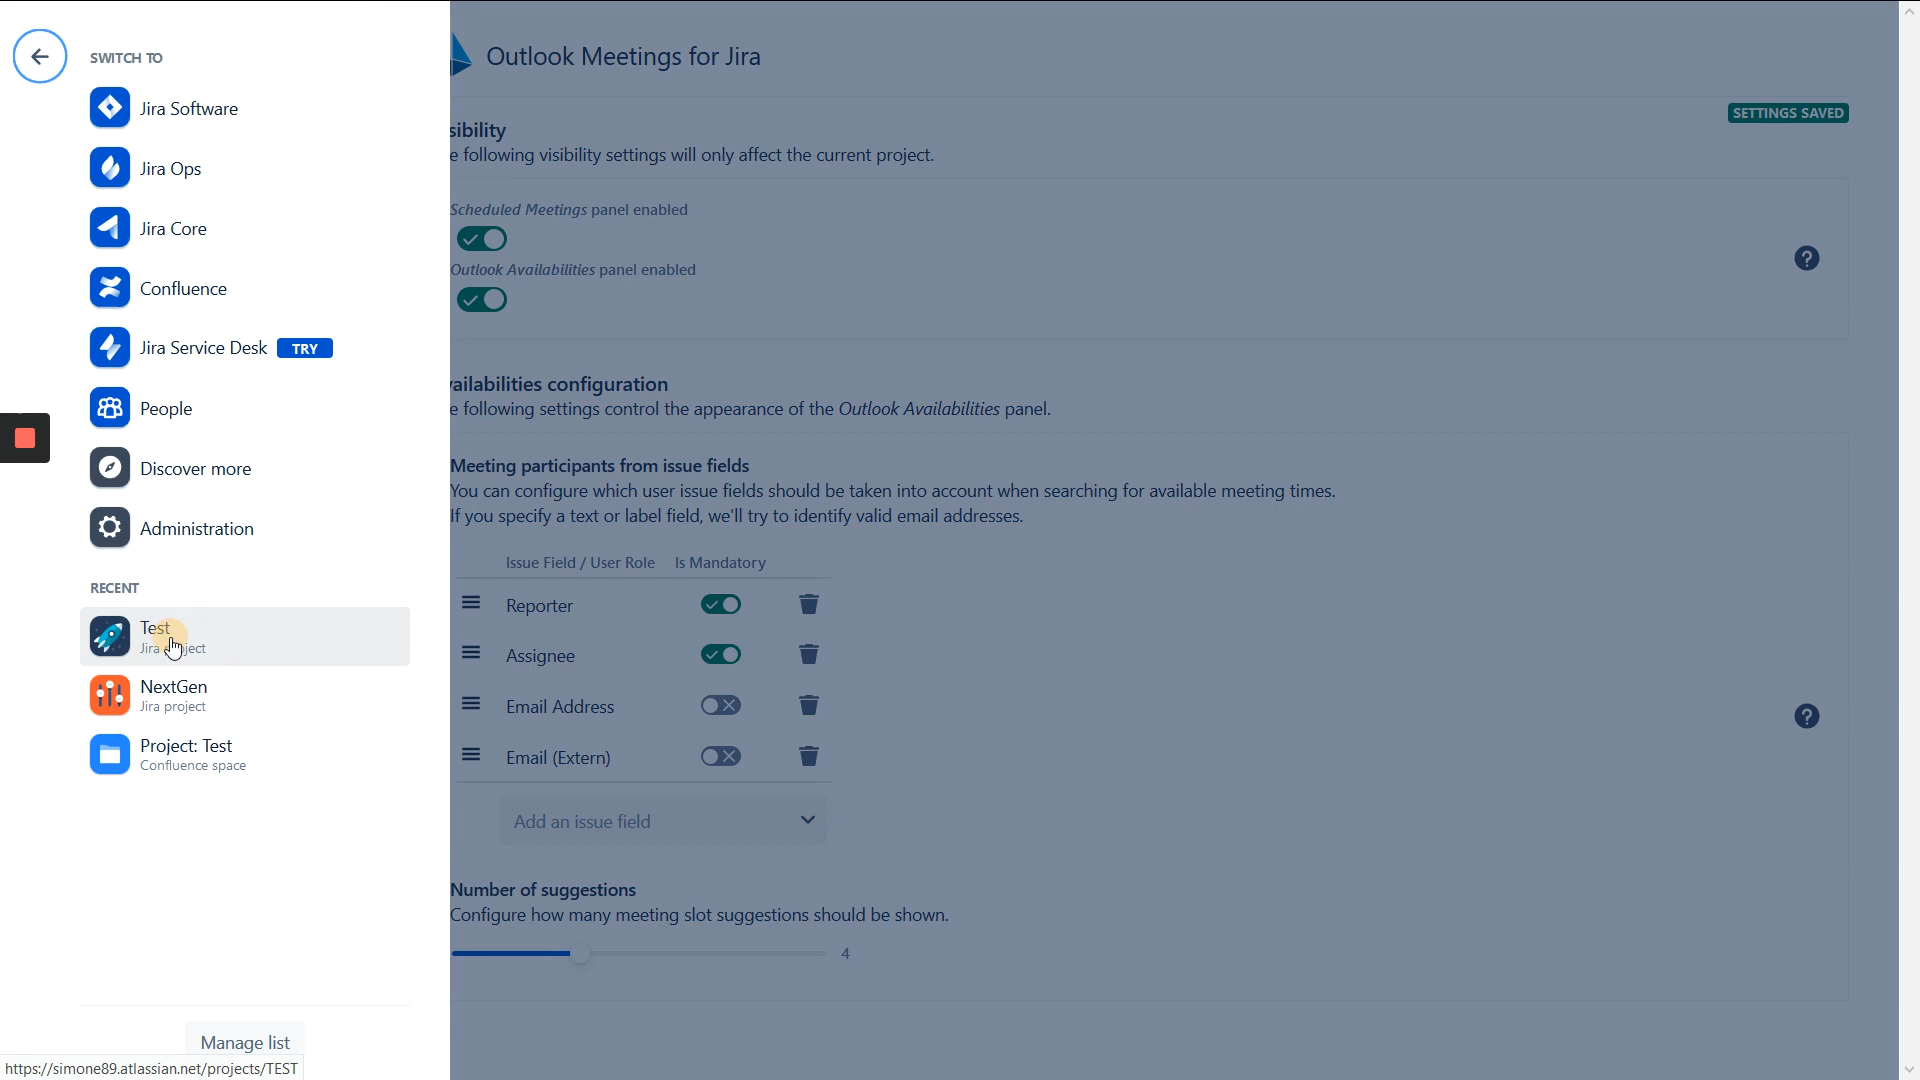 SWITCH TO
Jira Software
Jira Ops
Jira Core
Confluence
Jira Service Desk TRY
People
Discover more
Administration
RECENT
Test
Jira
NextGen
Jira project
Project: Test
Confluence space
Manage list
https://simone89.atlassian.net/projects/TEST
Outlook Meetings for Jira
SETTINGS SAVED
sibility
e following visibility settings will only affect the current project.
Scheduled Meetings panel enabled
Outlook Availabilities panel enabled
?
vailabilities configuration
e following settings control the appearance of the Outlook Availabilities panel.
Meeting participants from issue fields
You can configure which user issue fields should be taken into account when searching for available meeting times.
If you specify a text or label field, we'll try to identify valid email addresses.
Issue Field / User Role Is Mandatory
Reporter
Assignee
Email Address
Email (Extern)
?
Add an issue field
Number of suggestions
Configure how many meeting slot suggestions should be shown.
4